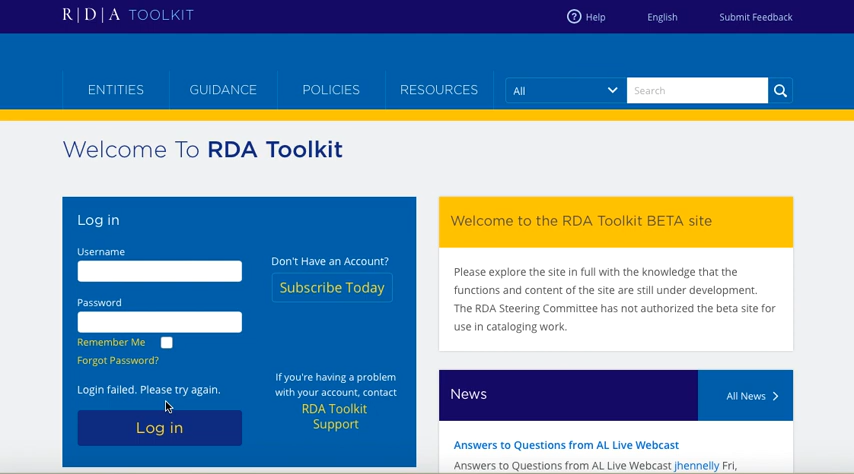 R|D|A TOOLKIT
Help
English
Submit Feedback
ENTITIES
GUIDANCE
POLICIES
RESOURCES
All
Search
Welcome To RDA Toolkit
Log in
Username
Password
Remember Me
Forgot Password?
Login failed. Please try again.
Log in
Don't Have an Account?
Subscribe Today
If you're having a problem
with your account, contact
RDA Toolkit
Support
Welcome to the RDA Toolkit BETA site
Please explore the site in full with the knowledge that the
functions and content of the site are still under development.
The RDA Steering Committee has not authorized the beta site for
use in cataloging work.
News
All News
Answers to Questions from AL Live Webcast
Answers to Questions from AL Live Webcast jhennelly Fri,